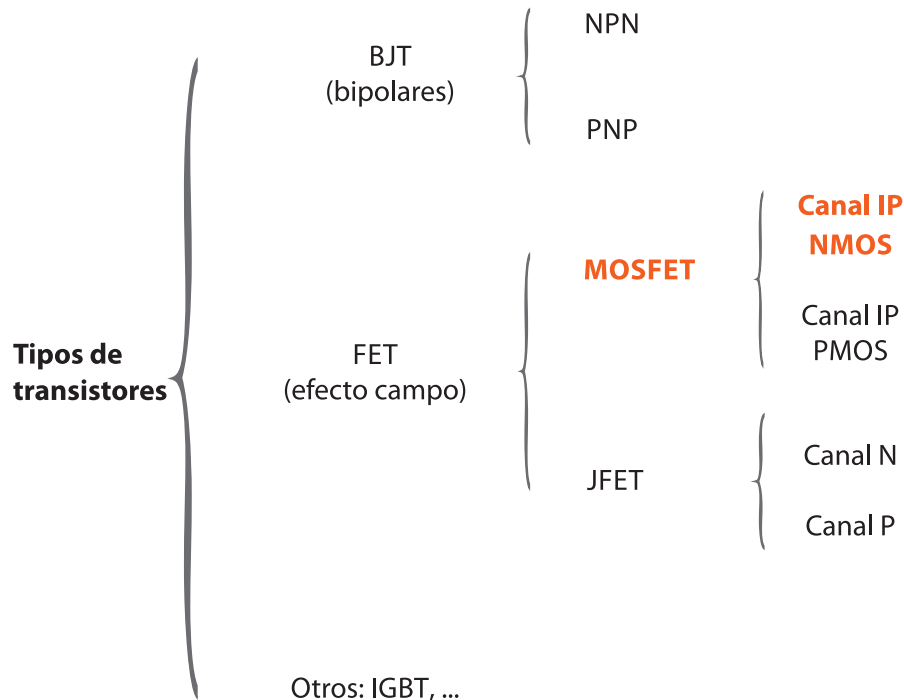 Tipos de
transistores
BJT
(bipolares)
NPN
PNP
FET
(efecto campo)
MOSFET
Canal IP
NMOS
Canal IP
PMOS
JFET
Canal N
Canal P
Otros: IGBT, ...